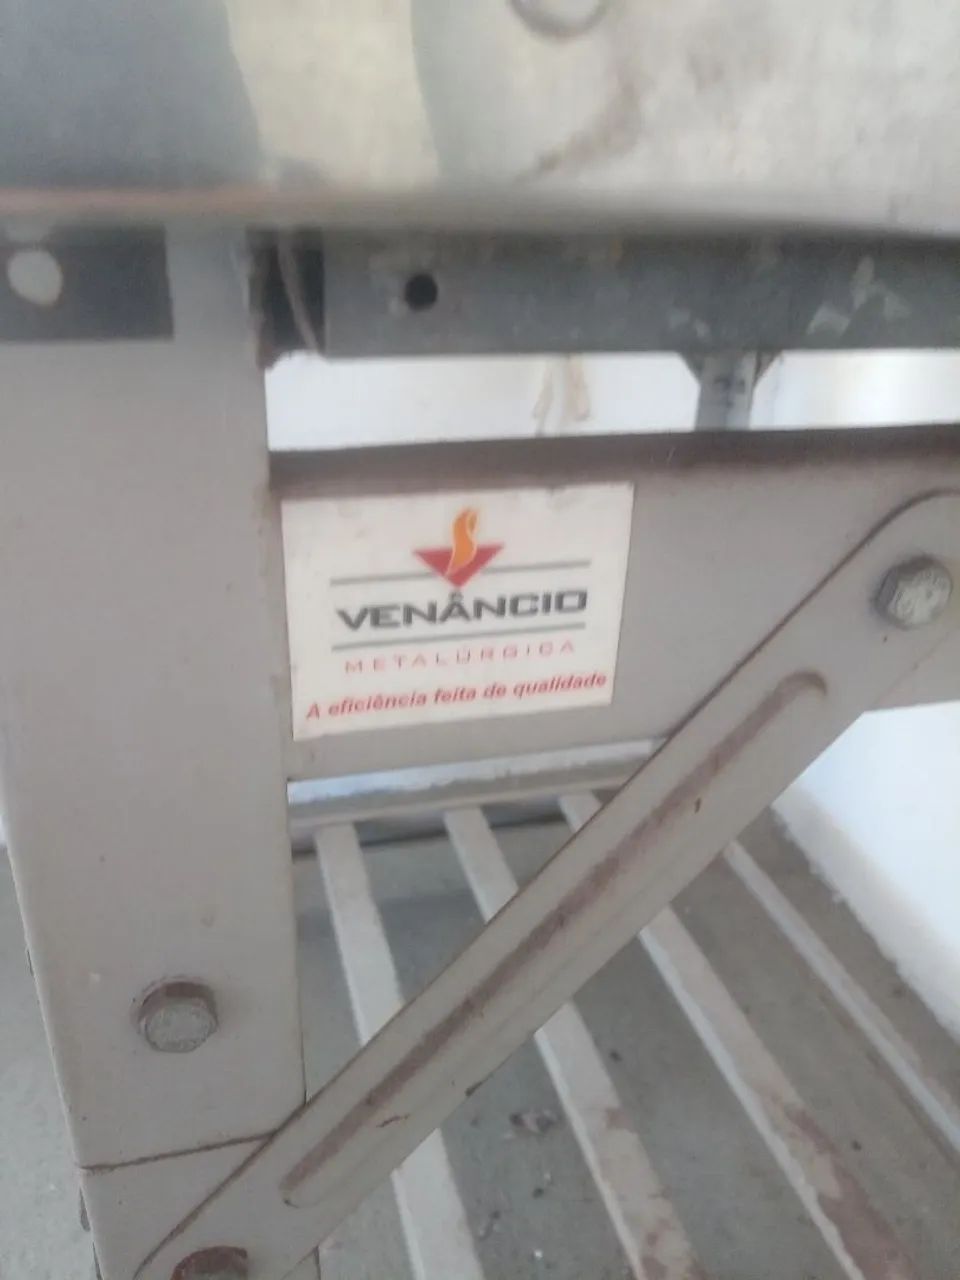 VENÂNCIO
METALÚRGICA
A eficiência feita de qualidade